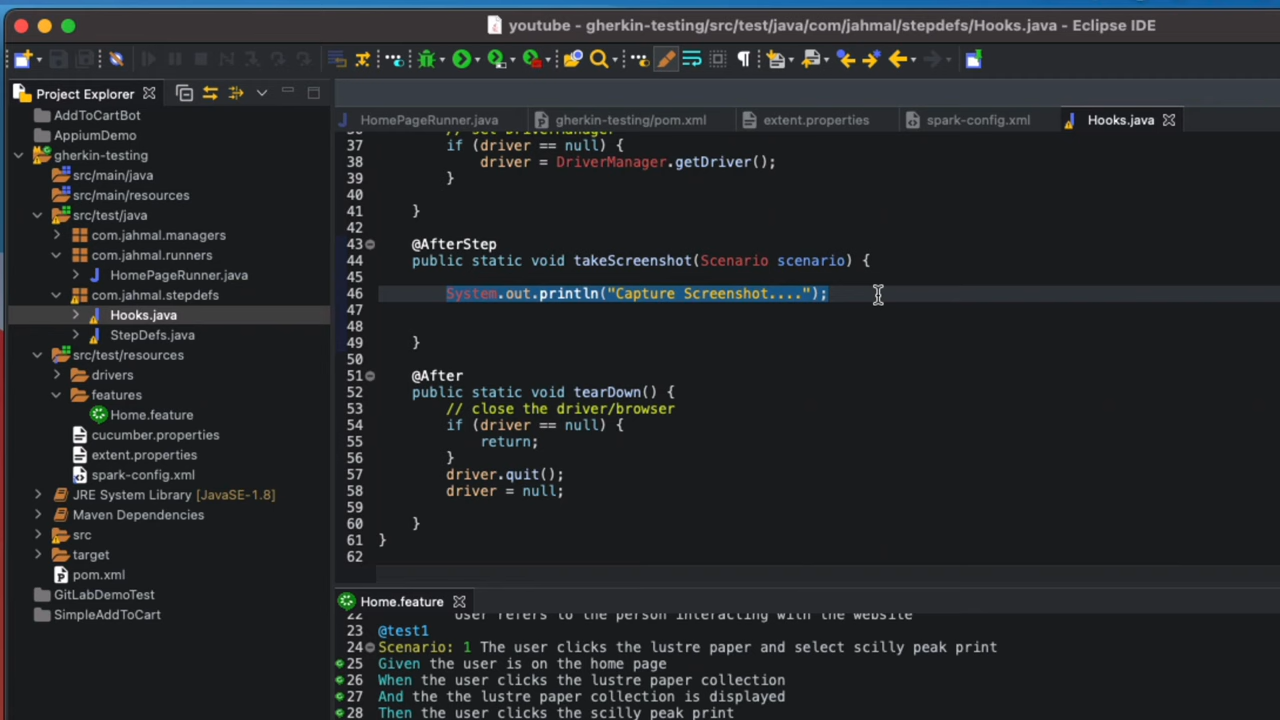 youtube - gherkin-testing/src/test/java/com/jahmal/stepdefs/Hooks.java - Eclipse IDE
Project Explorer
AddToCartBot
AppiumDemo
gherkin-testing
src/main/java
src/main/resources
src/test/java
com.jahmal.managers
com.jahmal.runners
HomePageRunner.java
com.jahmal.stepdefs
Hooks.java
StepDefs.java
src/test/resources
drivers
features
Home.feature
cucumber.properties
extent.properties
spark-config.xml
JRE System Library [JavaSE-1.8]
Maven Dependencies
src
target
pom.xml
GitLabDemoTest
SimpleAddToCart
HomePageRunner.java
gherkin-testing/pom.xml
extent.properties
spark-config.xml
Hooks.java
36 // set DriverManager
37 if (driver == null) {
38 driver = DriverManager.getDriver();
39 }
40
41 }
42
43 @AfterStep
44 public static void takeScreenshot(Scenario scenario) {
45
46 System.out.println("Capture Screenshot....");
47
48
49 }
50
51 @After
52 public static void tearDown() {
53 // close the driver/browser
54 if (driver == null) {
55 return;
56 }
57 driver.quit();
58 driver = null;
59
60 }
61 }
62
Home.feature
22 user refers to the person interacting with the website
23 @test1
24 Scenario: 1 The user clicks the lustre paper and select scilly peak print
25 Given the user is on the home page
26 When the user clicks the lustre paper collection
27 And the the lustre paper collection is displayed
28 Then the user clicks the scilly peak print